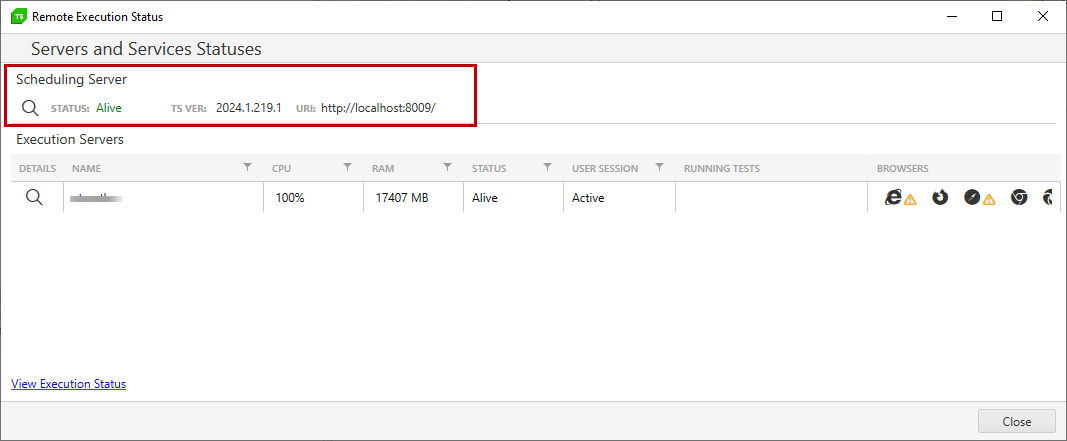 TS Remote Execution Status
Servers and Services Statuses
Scheduling Server
STATUS: Alive TS VER: 2024.1.219.1 URI: http://localhost:8009/
Execution Servers
DETAILS NAME CPU RAM STATUS USER SESSION RUNNING TESTS BROWSERS
100% 17407 MB Alive Active
View Execution Status
Close